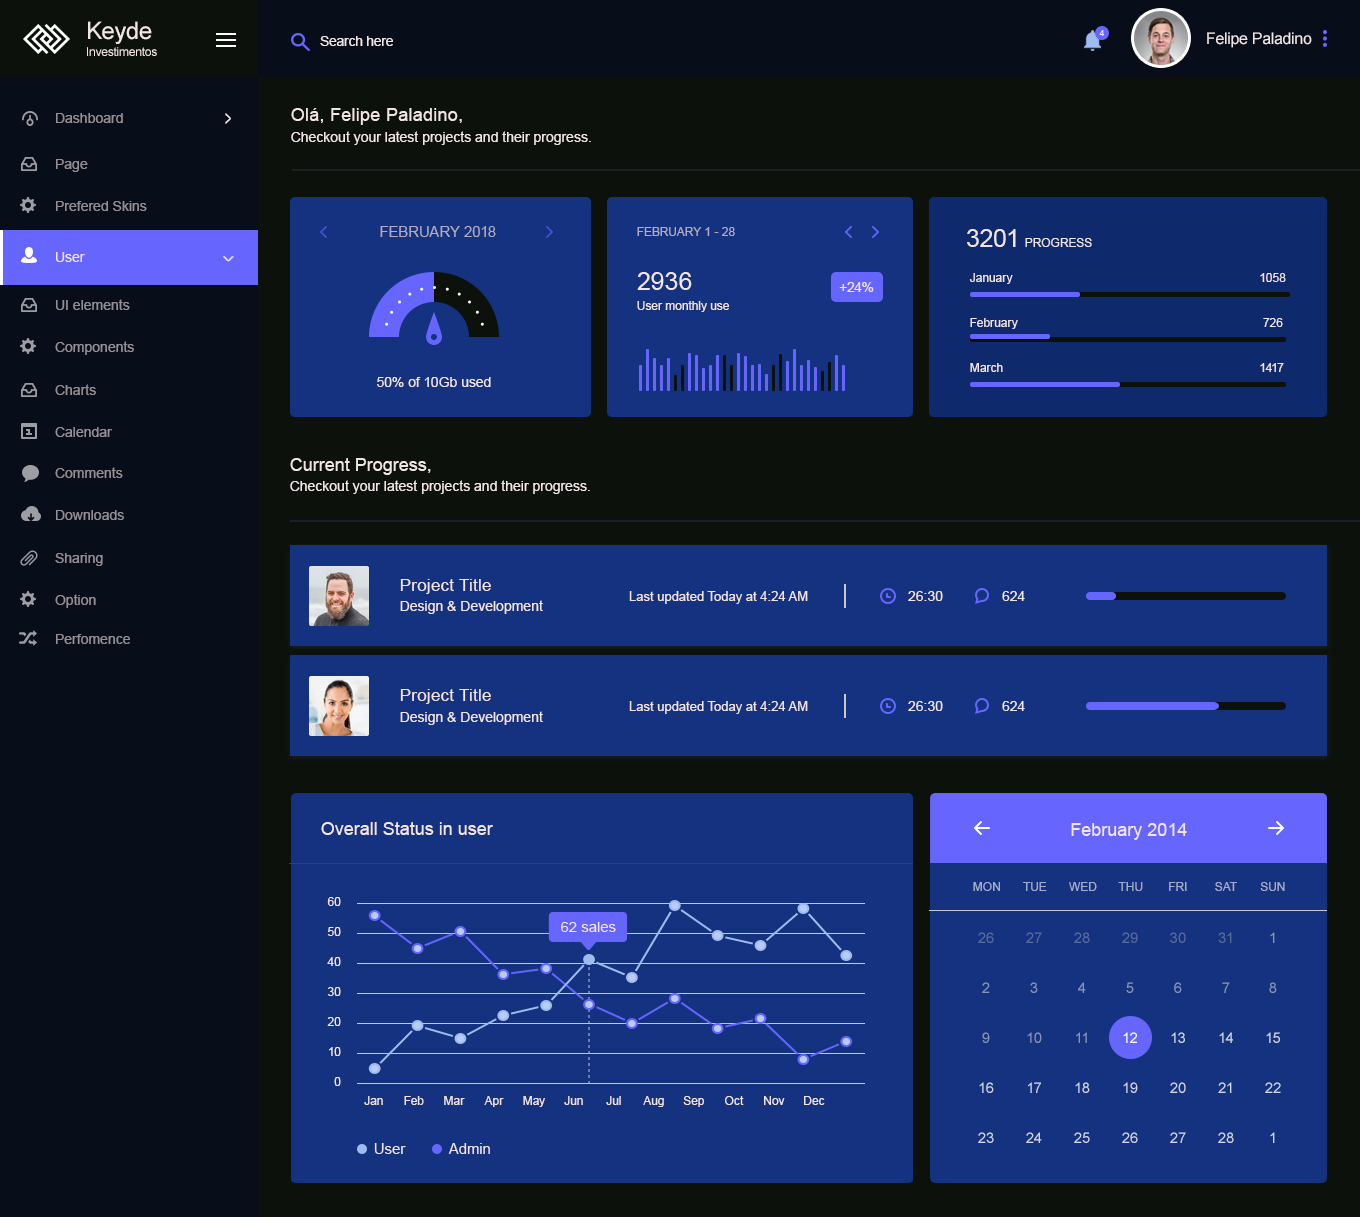 Keyde
Investimentos
Search here
4
Felipe Paladino
Dashboard
Page
Prefered Skins
User
UI elements
Components
Charts
Calendar
1
Comments
Downloads
Sharing
Option
Perfomence
Olá, Felipe Paladino,
Checkout your latest projects and their progress.
FEBRUARY 2018
50% of 10Gb used
FEBRUARY 1 - 28
2936
User monthly use
+24%
3201 PROGRESS
January 1058
February 726
March 1417
Current Progress,
Checkout your latest projects and their progress.
Project Title
Design & Development
Last updated Today at 4:24 AM
26:30
624
Project Title
Design & Development
Last updated Today at 4:24 AM
26:30
624
Overall Status in user
60
50
40
30
20
10
0
62 sales
Jan Feb Mar Apr May Jun Jul Aug Sep Oct Nov Dec
User Admin
February 2014
MON TUE WED THU FRI SAT SUN
26 27 28 29 30 31 1
2 3 4 5 6 7 8
9 10 11 12 13 14 15
16 17 18 19 20 21 22
23 24 25 26 27 28 1